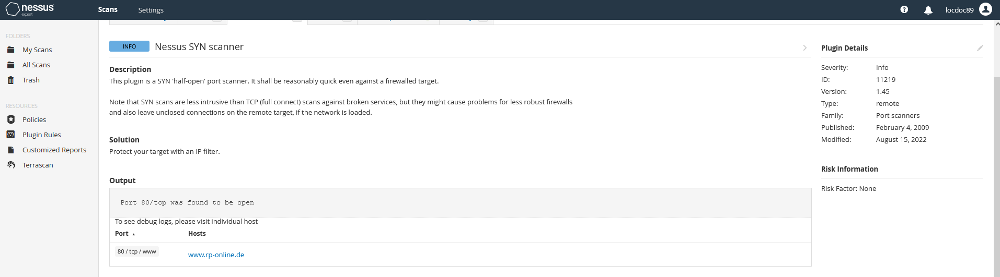 nessus
expert
Scans
Settings
locdoc89
FOLDERS
My Scans
All Scans
Trash
RESOURCES
Policies
Plugin Rules
Customized Reports
Terrascan
INFO
Nessus SYN scanner
Description
This plugin is a SYN 'half-open' port scanner. It shall be reasonably quick even against a firewalled target.
Note that SYN scans are less intrusive than TCP (full connect) scans against broken services, but they might cause problems for less robust firewalls
and also leave unclosed connections on the remote target, if the network is loaded.
Solution
Protect your target with an IP filter.
Output
Port 80/tcp was found to be open
To see debug logs, please visit individual host
Port ▲ Hosts
80 / tcp / www www.rp-online.de
Plugin Details
Severity: Info
ID: 11219
Version: 1.45
Type: remote
Family: Port scanners
Published: February 4, 2009
Modified: August 15, 2022
Risk Information
Risk Factor: None